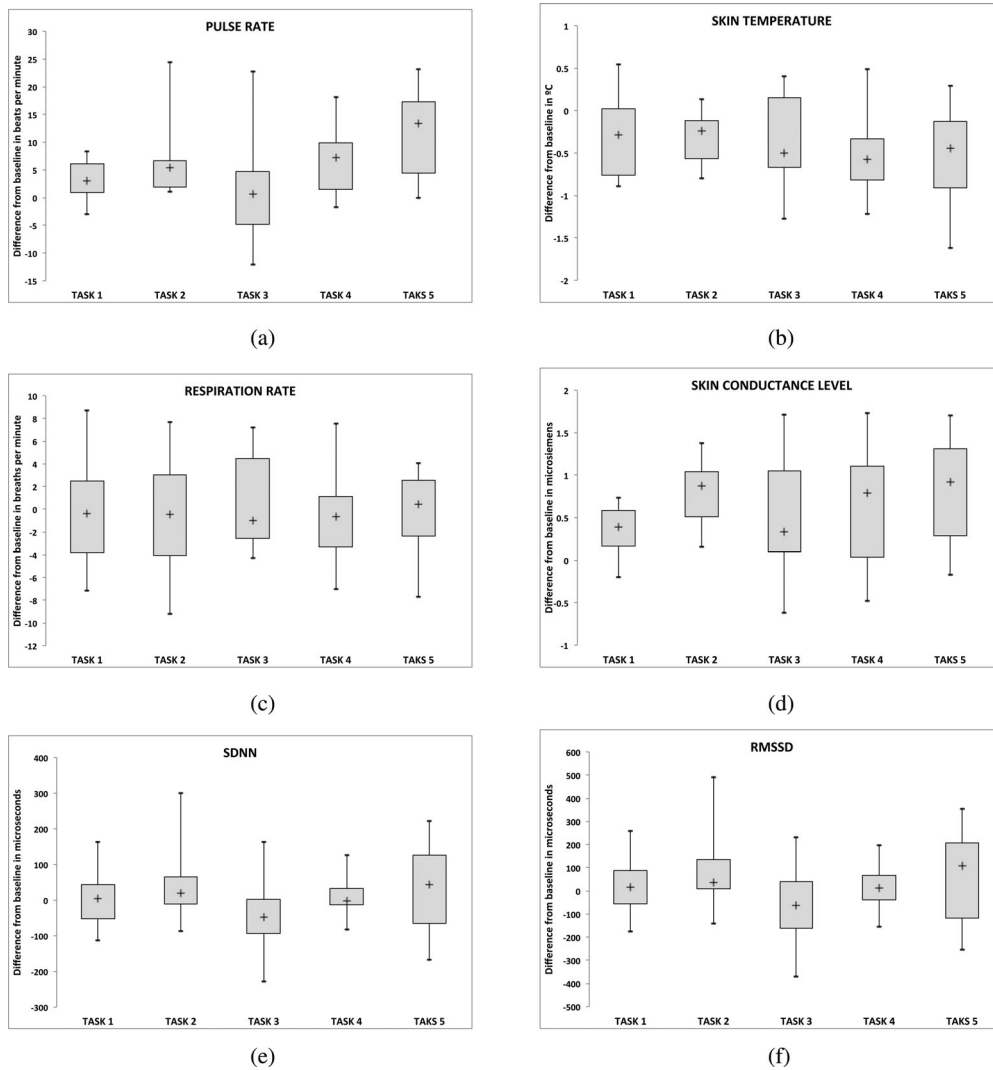 PULSE RATE
Difference from baseline in beats per minute
30
25
20
15
10
5
0
-5
-10
-15
TASK 1 TASK 2 TASK 3 TASK 4 TAKS 5
(a)
SKIN TEMPERATURE
Difference from baseline in ºC
1
0.5
0
-0.5
-1
-1.5
-2
TASK 1 TASK 2 TASK 3 TASK 4 TAKS 5
(b)
RESPIRATION RATE
Difference from baseline in breaths per minute
10
8
6
4
2
0
-2
-4
-6
-8
-10
-12
TASK 1 TASK 2 TASK 3 TASK 4 TAKS 5
(c)
SKIN CONDUCTANCE LEVEL
Difference from baseline in microsiemens
2
1.5
1
0.5
0
-0.5
-1
TASK 1 TASK 2 TASK 3 TASK 4 TAKS 5
(d)
SDNN
Difference from baseline in microseconds
400
300
200
100
0
-100
-200
-300
TASK 1 TASK 2 TASK 3 TASK 4 TAKS 5
(e)
RMSSD
Difference from baseline in microseconds
600
500
400
300
200
100
0
-100
-200
-300
-400
-500
TASK 1 TASK 2 TASK 3 TASK 4 TAKS 5
(f)